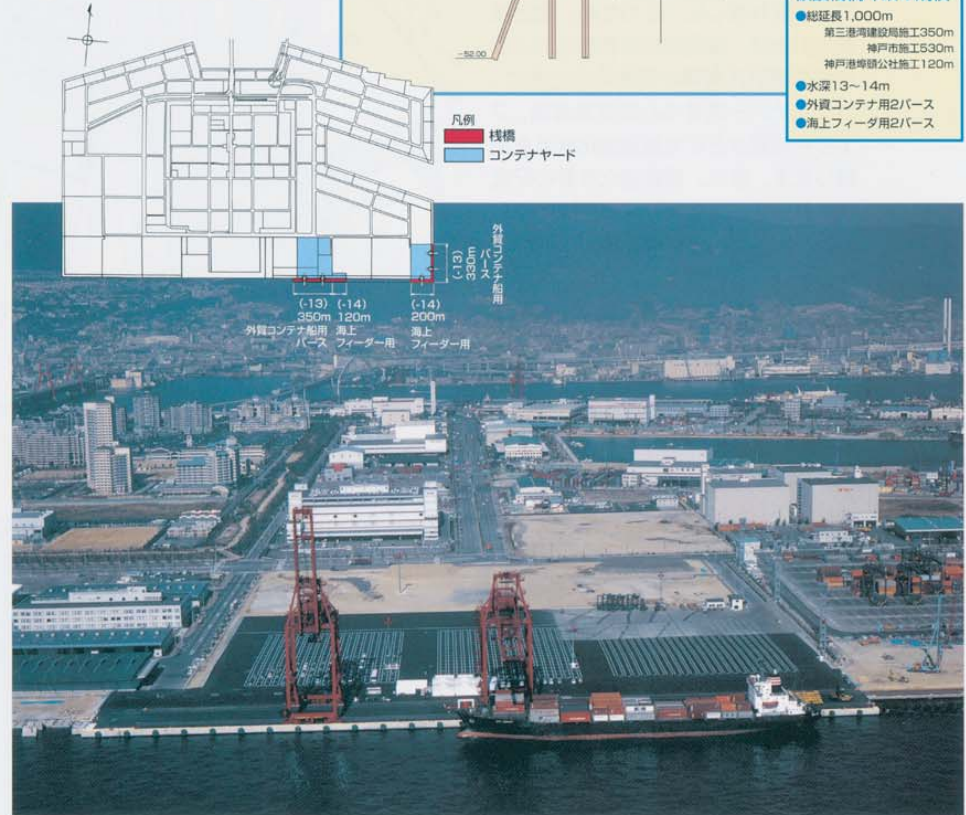 -52.00
●総延長1,000m
第三港湾建設局施工350m
神戸市施工530m
神戸港埠頭公社施工120m
●水深13〜14m
●外資コンテナ用2バース
●海上フィーダ用2バース
凡例
桟橋
コンテナヤード
(-13)
350m
外貿コンテナ船用
バース
(-14)
120m
海上
フィーダー用
(-14)
200m
海上
フィーダー用
(-13)
330m
バース
外貿コンテナ船用